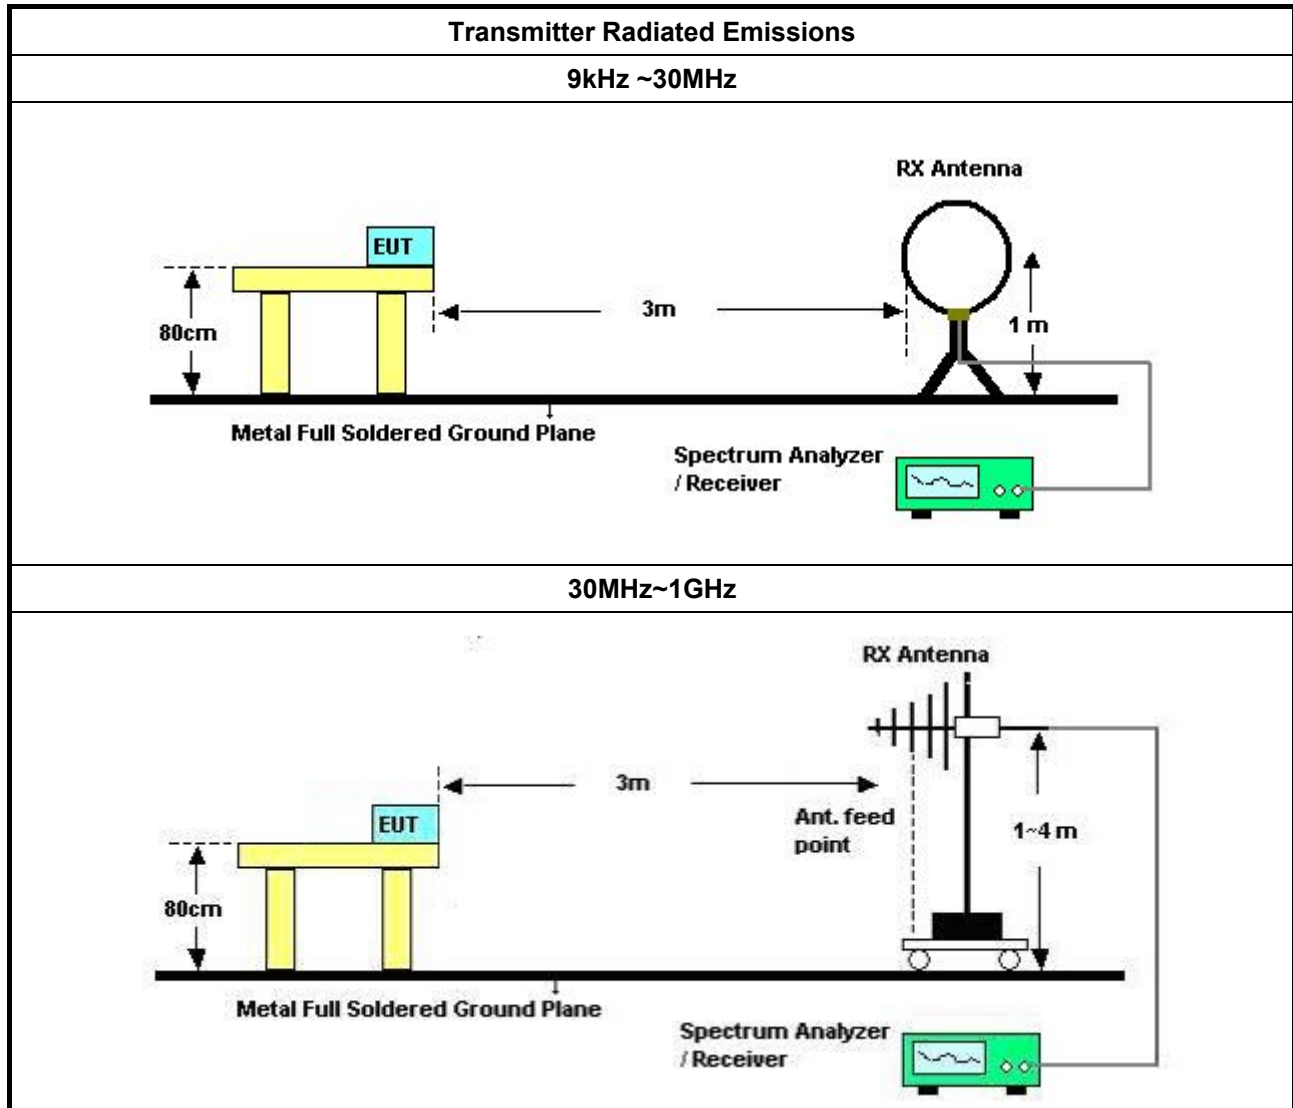 Transmitter Radiated Emissions
9kHz ~30MHz
RX Antenna
EUT
3m
80cm
1 m
Metal Full Soldered Ground Plane
Spectrum Analyzer
/ Receiver
30MHz~1GHz
RX Antenna
3m
EUT
Ant. feed
point
1~4 m
80cm
Metal Full Soldered Ground Plane
Spectrum Analyzer
/ Receiver